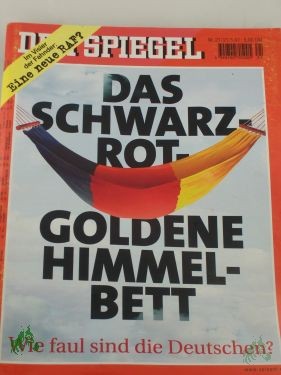 Im Visier
der Fahnder:
Eine neue RAF?
DER SPIEGEL
DAS
SCHWARZ-
ROT-
GOLDENE
HIMMEL-
BETT
Wie faul sind die Deutschen?